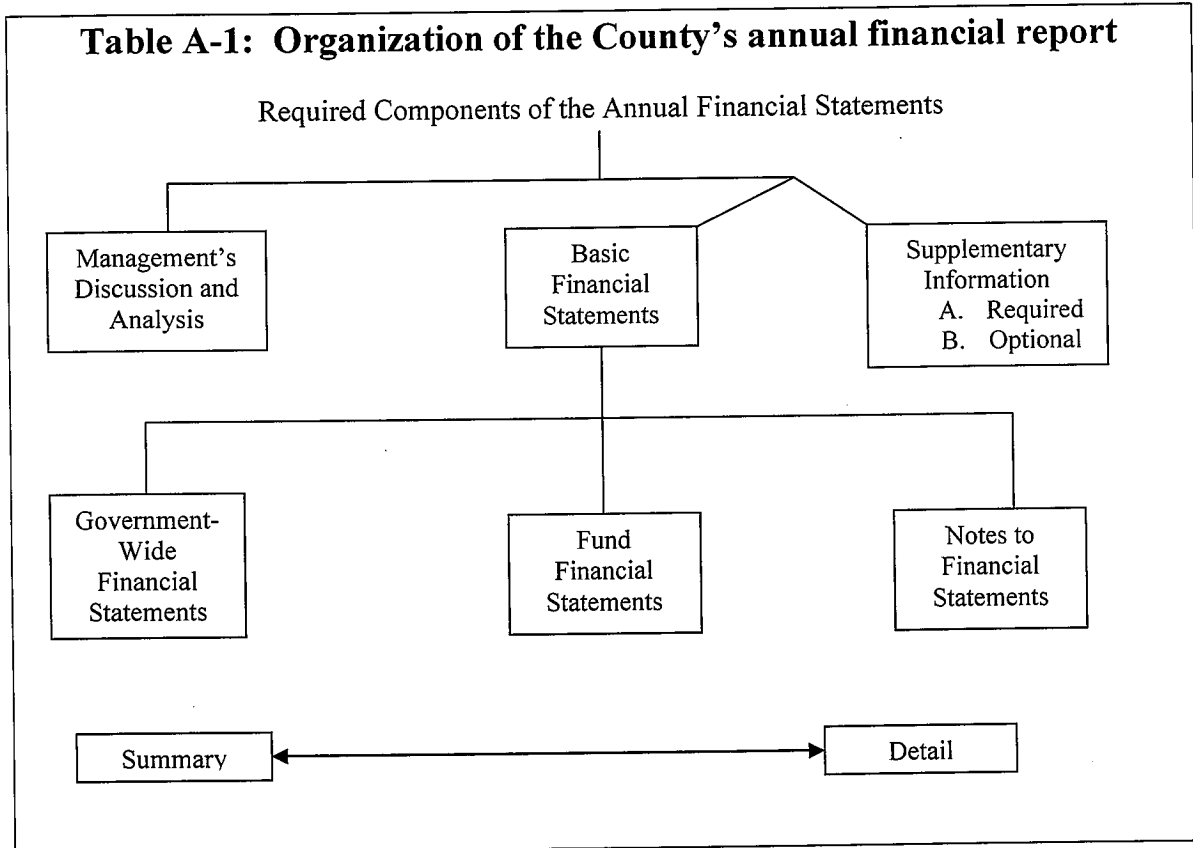 Table A-1: Organization of the County's annual financial report
Required Components of the Annual Financial Statements
Management's
Discussion and
Analysis
Basic
Financial
Statements
Supplementary
Information
A. Required
B. Optional
Government-
Wide
Financial
Statements
Fund
Financial
Statements
Notes to
Financial
Statements
Summary
Detail